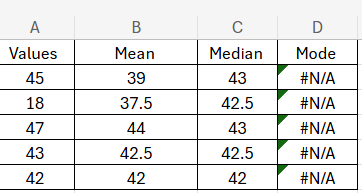 A B C D
Values Mean Median Mode
45 39 43 #N/A
18 37.5 42.5 #N/A
47 44 43 #N/A
43 42.5 42.5 #N/A
42 42 42 #N/A